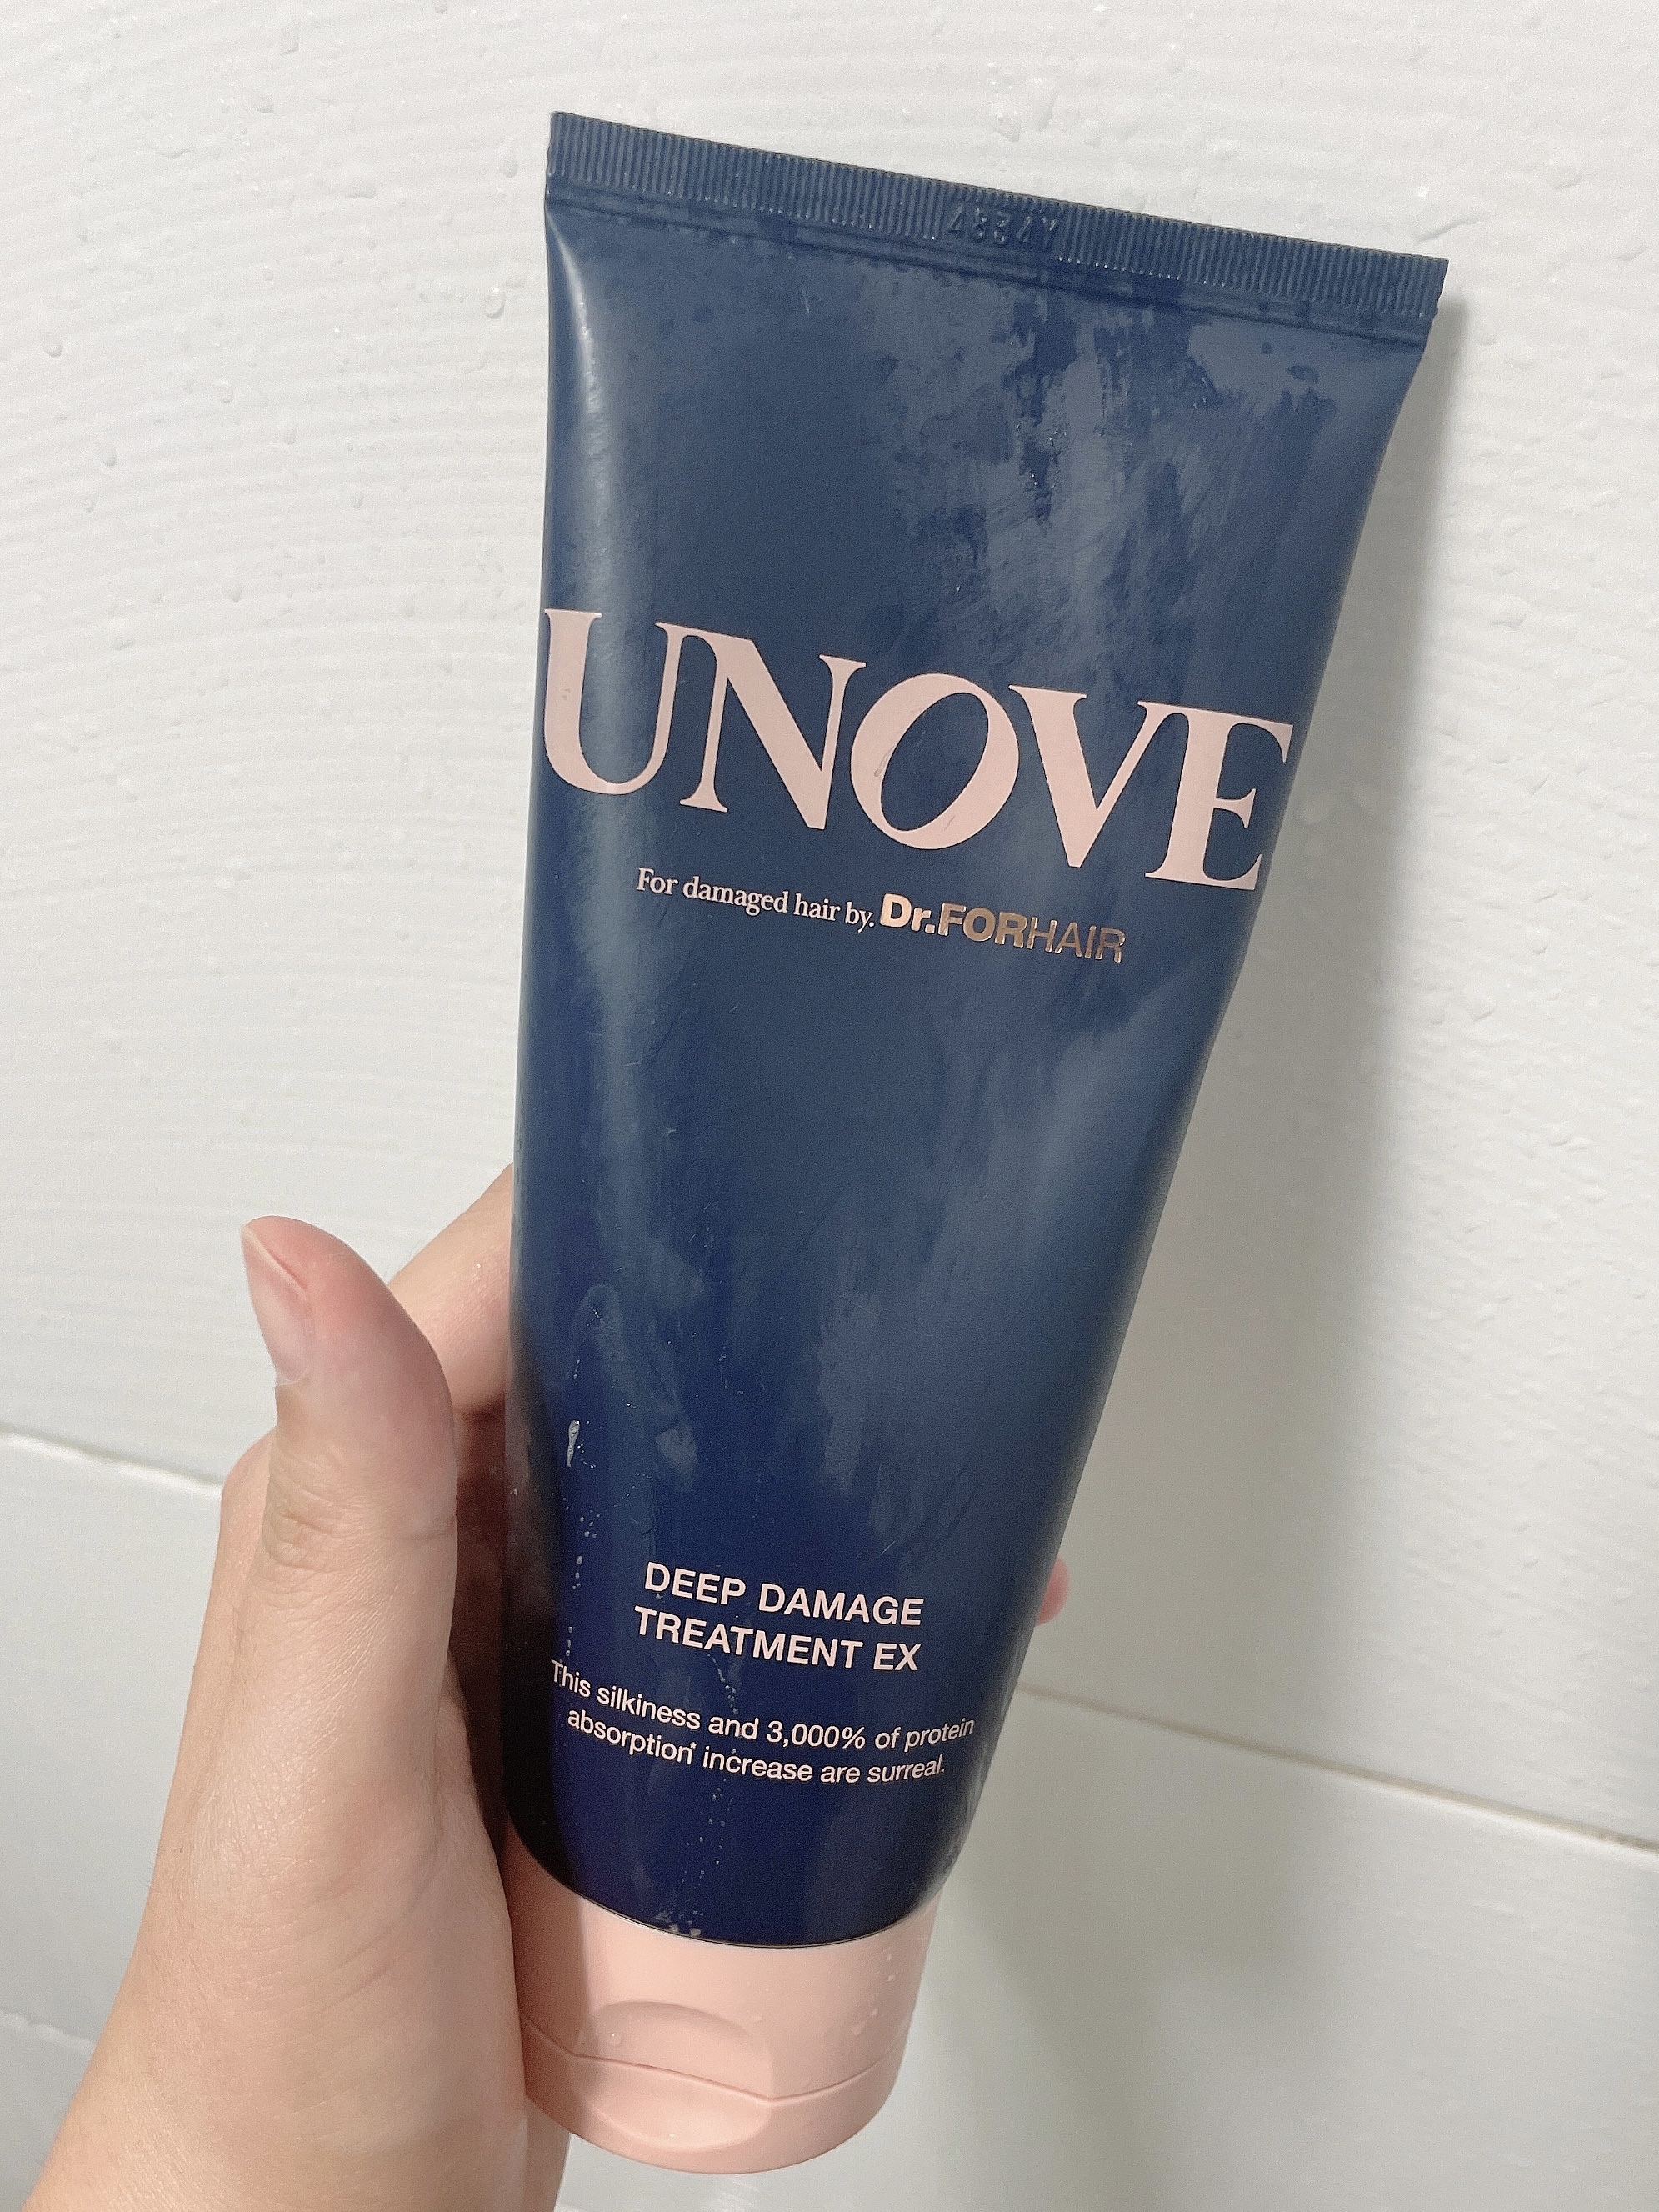 UNOVE
For damaged hair by. Dr.FORHAIR
DEEP DAMAGE
TREATMENT EX
This silkiness and 3,000% of protein
absorption* increase are surreal.